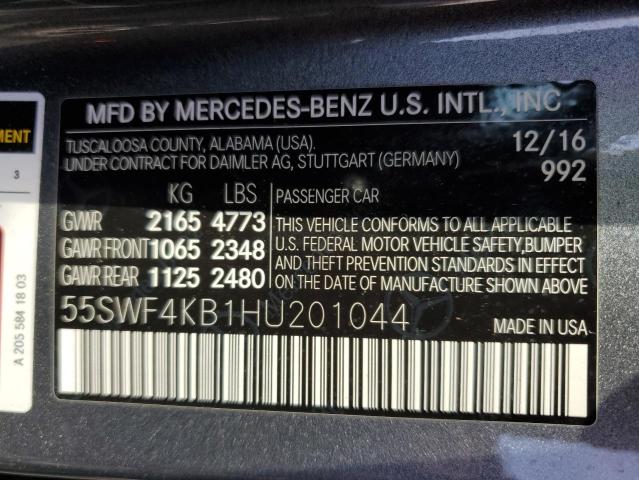 MFD BY MERCEDES-BENZ U.S. INTL., INC
TUSCALOOSA COUNTY, ALABAMA (USA). 12/16
UNDER CONTRACT FOR DAIMLER AG, STUTTGART (GERMANY) 992
KG LBS PASSENGER CAR
GVWR 2165 4773 THIS VEHICLE CONFORMS TO ALL APPLICABLE
GAWR FRONT 1065 2348 U.S. FEDERAL MOTOR VEHICLE SAFETY,BUMPER
AND THEFT PREVENTION STANDARDS IN EFFECT
GAWR REAR 1125 2480 ON THE DATE OF MANUFACTURE SHOWN ABOVE.
55SWF4KB1HU201044 MADE IN USWF
3
A 205 584 18 03